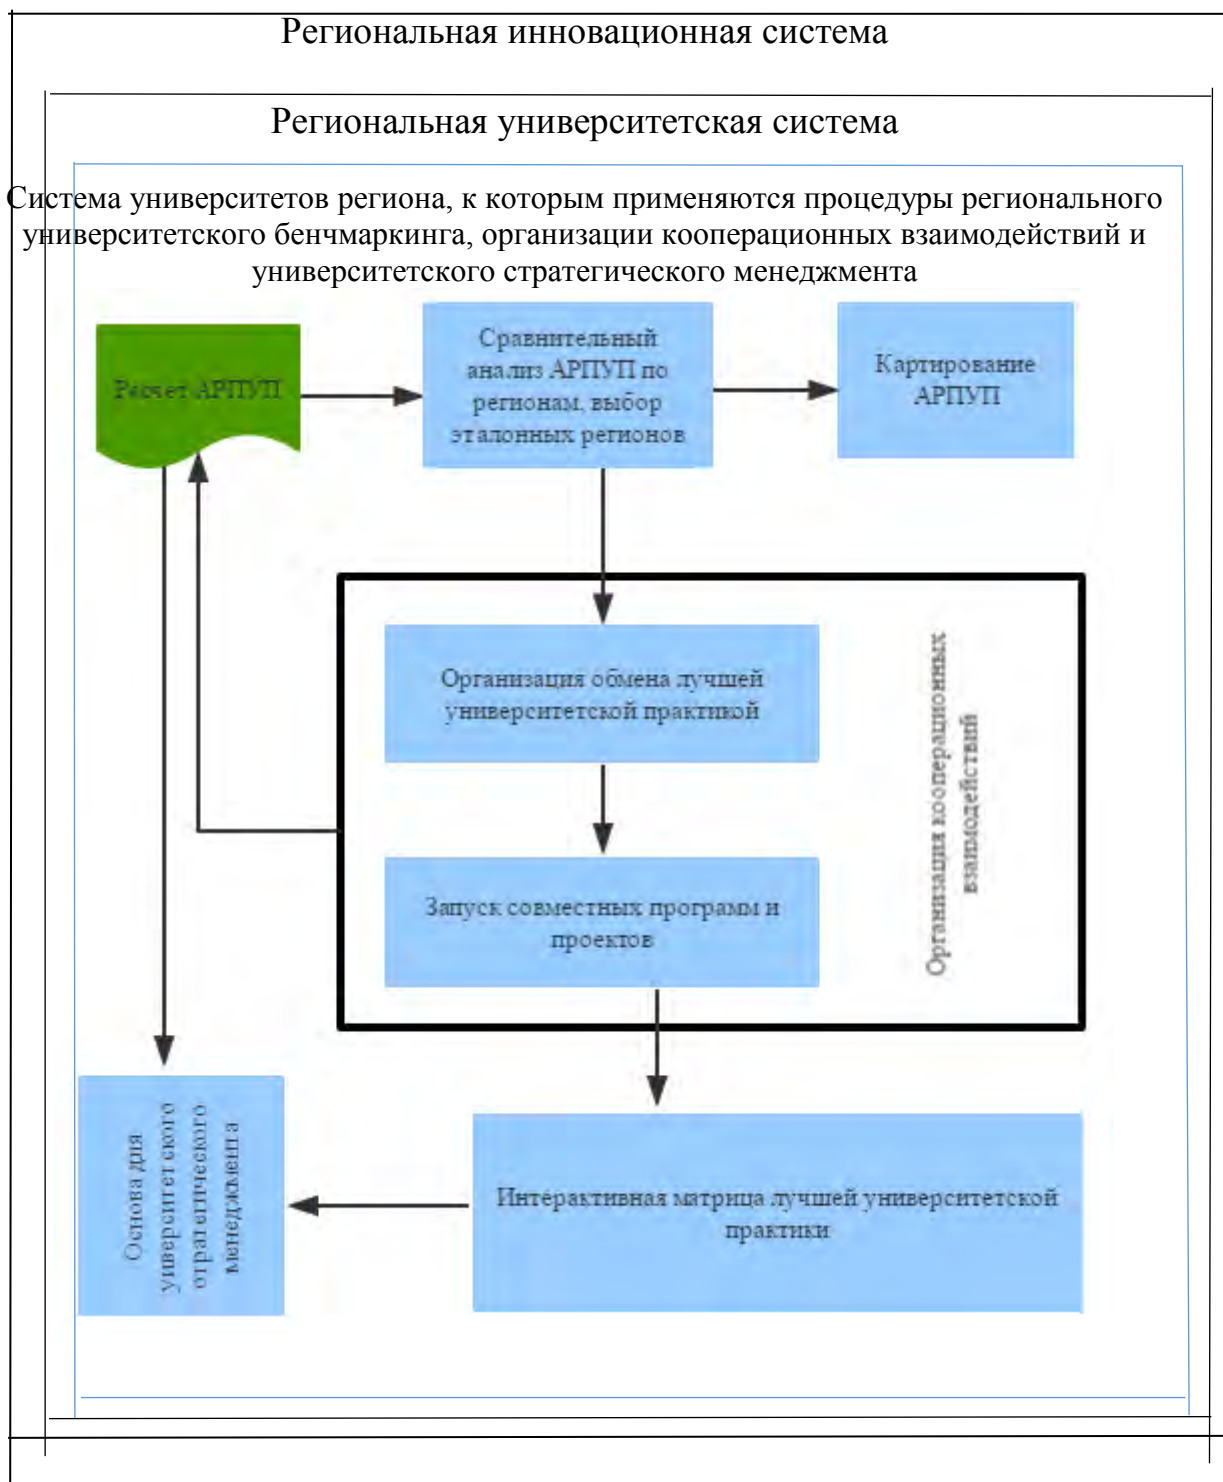 Региональная инновационная система
Региональная университетская система
Система университетов региона, к которым применяются процедуры регионального
университетского бенчмаркинга, организации кооперационных взаимодействий и
университетского стратегического менеджмента
Расчет АРПУП
Сравнительный
анализ АРПУП по
регионам, выбор
эталонных регионов
Картирование
АРПУП
Организация обмена лучшей
университетской практикой
Запуск совместных программ и
проектов
Организация кооперационных
взаимодействий
Основа для
уиверситетского
стратегического
менеджмента
Интерактивная матрица лучшей университетской
практики